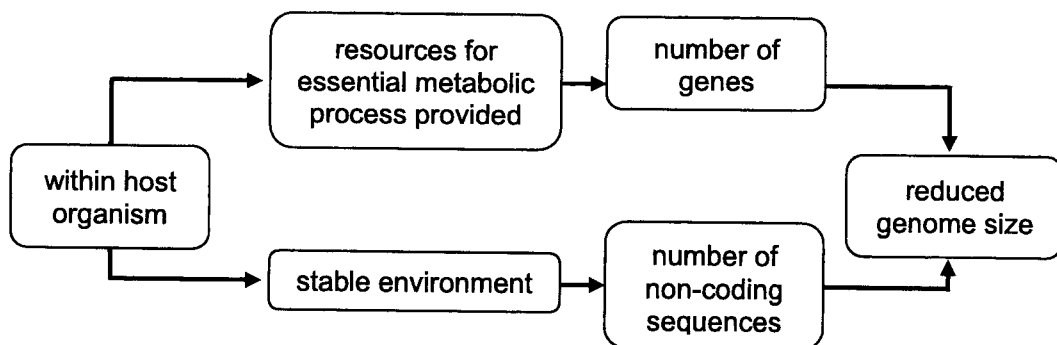 within host
organism
resources for
essential metabolic
process provided
number of
genes
stable environment
number of
non-coding
sequences
reduced
genome size